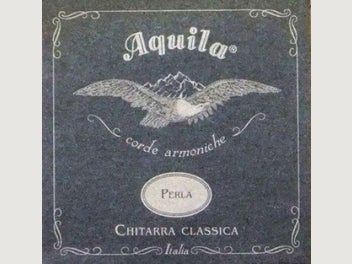 Aquila®
corde armoniche
PERLA
CHITARRA CLASSICA
Italia